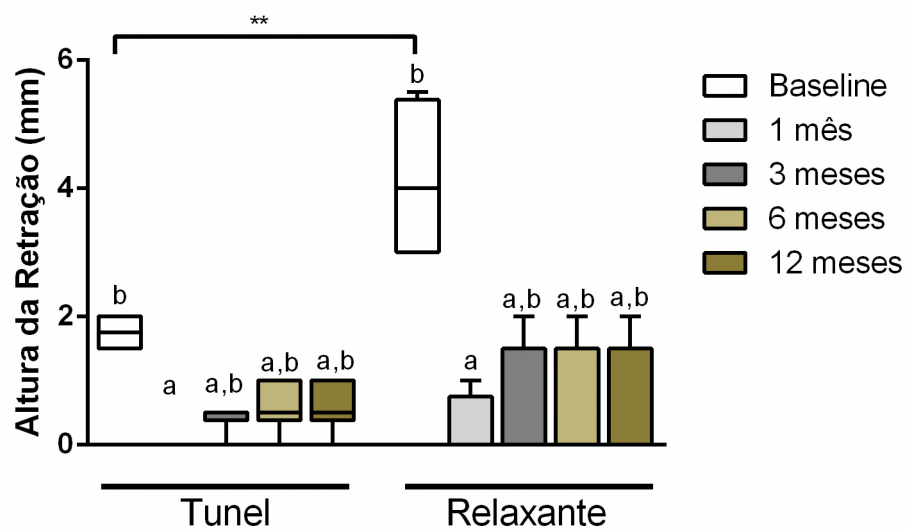 **
Altura da Retração (mm)
6
4
2
0
b
a
a,b
a,b
a,b
b
a
a,b
a,b
a,b
Tunel
Relaxante
Baseline
1 mês
3 meses
6 meses
12 meses